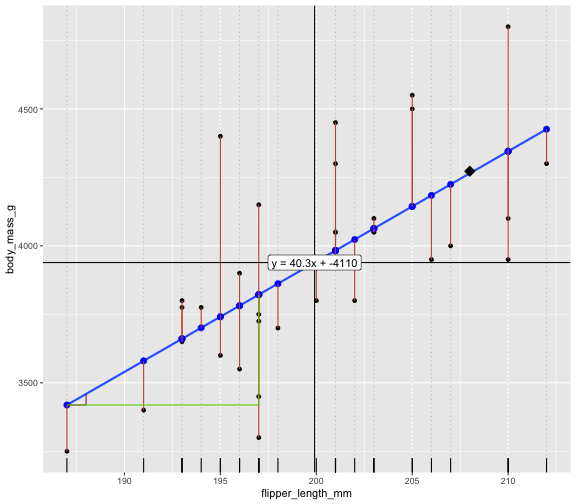 4500
4000
3500
body_mass_g
y = 40.3x + -4110
190
195
200
205
210
flipper_length_mm